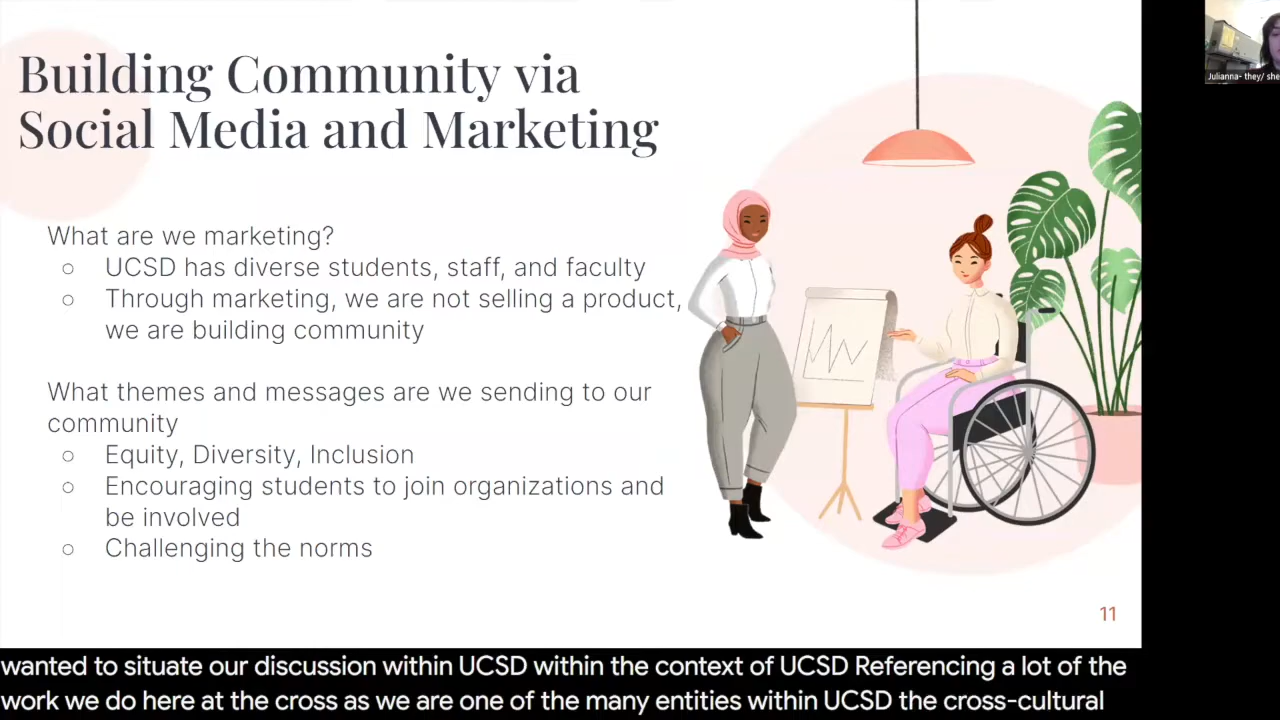 Building Community via
Social Media and Marketing
What are we marketing?
○ UCSD has diverse students, staff, and faculty
○ Through marketing, we are not selling a product,
we are building community
What themes and messages are we sending to our
community
○ Equity, Diversity, Inclusion
○ Encouraging students to join organizations and
be involved
○ Challenging the norms
11
Julianna- they/ she
wanted to situate our discussion within UCSD within the context of UCSD Referencing a lot of the
work we do here at the cross as we are one of the many entities within UCSD the cross-cultural